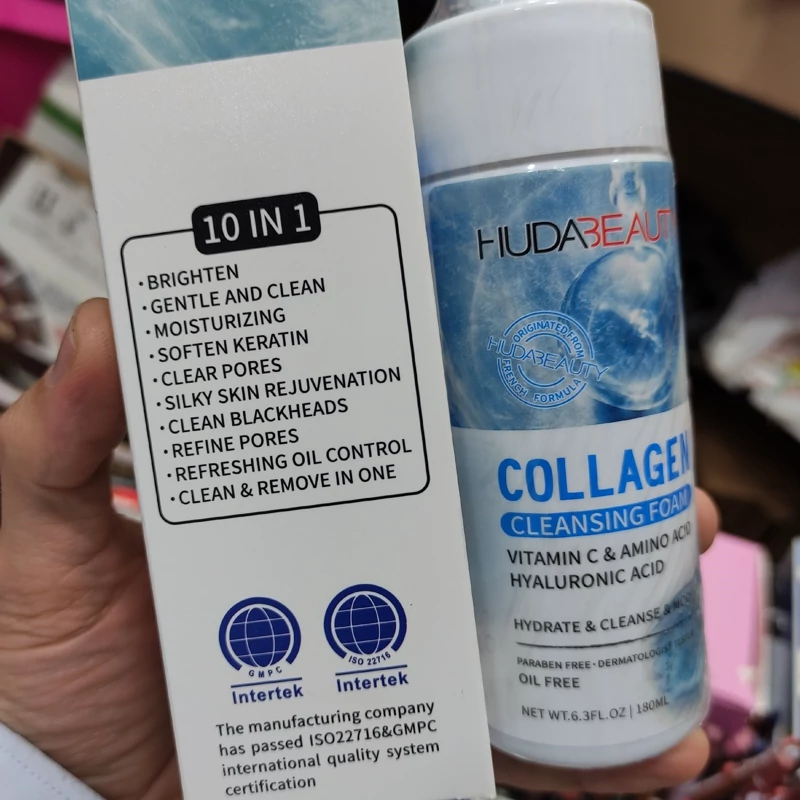 10 IN 1
·BRIGHTEN
·GENTLE AND CLEAN
·MOISTURIZING
·SOFTEN KERATIN
·CLEAR PORES
·SILKY SKIN REJUVENATION
·CLEAN BLACKHEADS
·REFINE PORES
·REFRESHING OIL CONTROL
·CLEAN & REMOVE IN ONE
GMPC
Intertek
ISO 22716
Intertek
The manufacturing company
has passed ISO22716&GMPC
international quality system
certification
HUDABEAUT
ORIGINATED FROM
HUDABEAUTY
FRENCH FORMULA
COLLAGEN
CLEANSING FOAM
VITAMIN C & AMINO ACID
HYALURONIC ACID
HYDRATE & CLEANSE &
PARABEN FREE·DERMATOLOGIST
OIL FREE
NET WT.6.3FL.OZ | 180ML